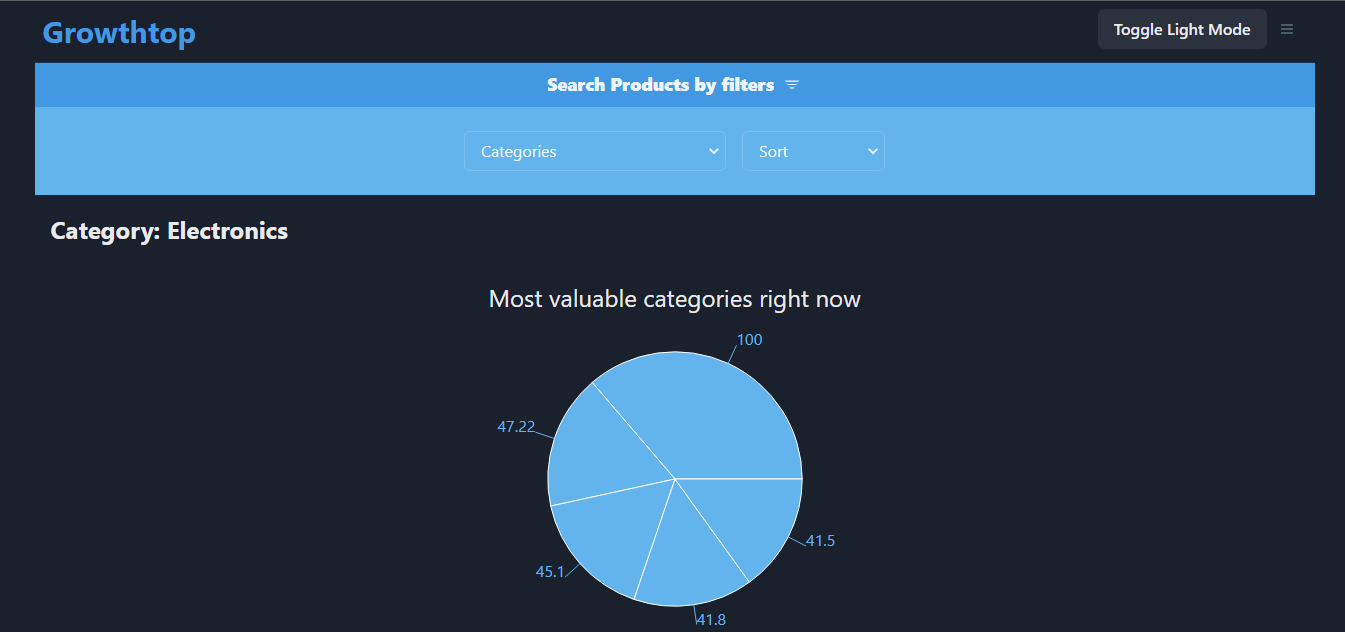 Growthtop
Toggle Light Mode
Search Products by filters
Categories
Sort
Category: Electronics
Most valuable categories right now
100
47.22
41.5
45.1
41.8